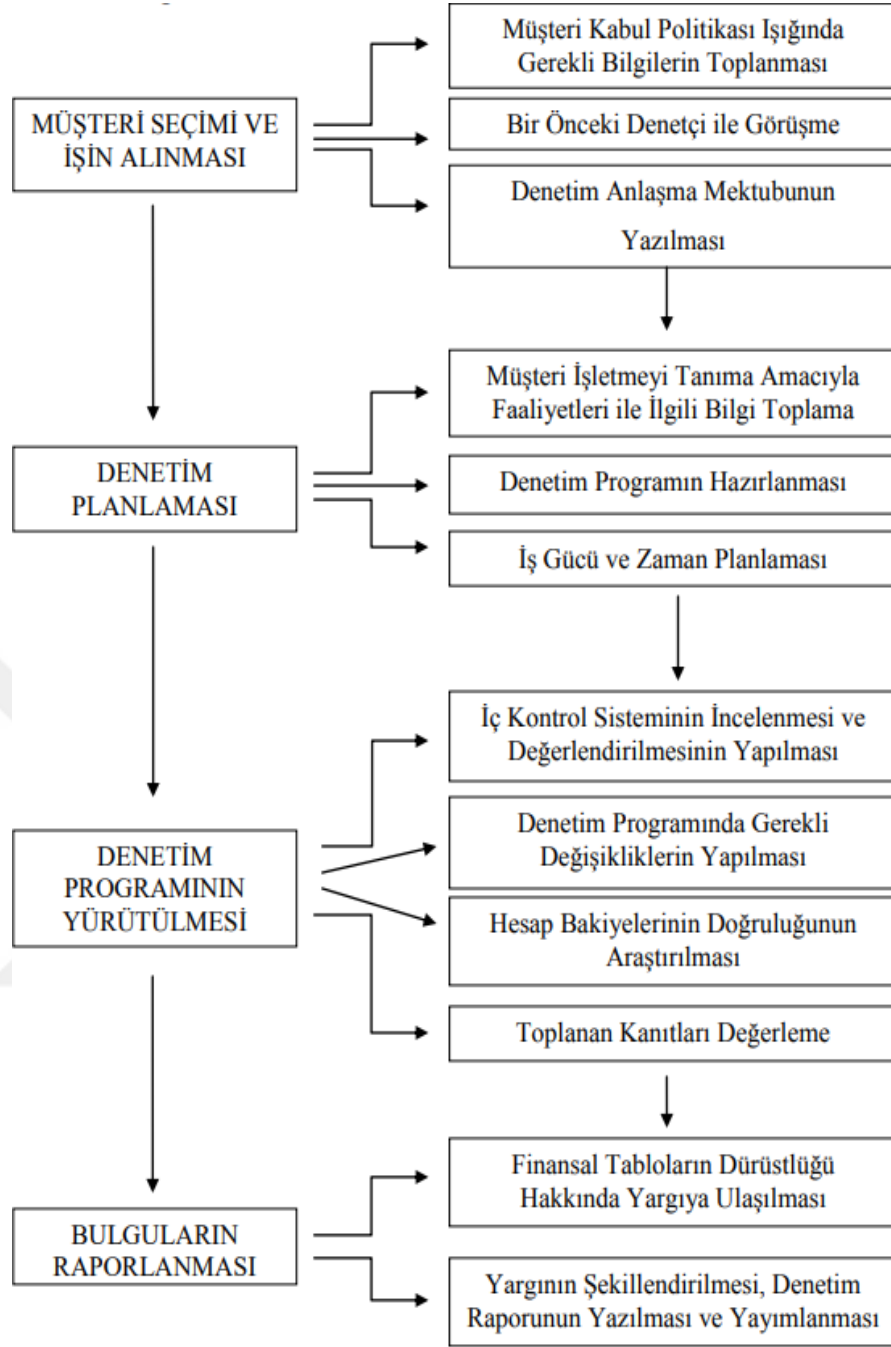 MÜŞTERİ SEÇİMİ VE
İŞİN ALINMASI
Müşteri Kabul Politikası Işığında
Gerekli Bilgilerin Toplanması
Bir Önceki Denetçi ile Görüşme
Denetim Anlaşma Mektubunun
Yazılması
DENETİM
PLANLAMASI
Müşteri İşletmeyi Tanıma Amacıyla
Faaliyetleri ile İlgili Bilgi Toplama
Denetim Programın Hazırlanması
İş Gücü ve Zaman Planlaması
DENETİM
PROGRAMININ
YÜRÜTÜLMESİ
İç Kontrol Sisteminin İncelenmesi ve
Değerlendirilmesinin Yapılması
Denetim Programında Gerekli
Değişikliklerin Yapılması
Hesap Bakiyelerinin Doğruluğunun
Araştırılması
Toplanan Kanıtları Değerleme
BULGULARIN
RAPORLANMASI
Finansal Tabloların Dürüstlüğü
Hakkında Yargıya Ulaşılması
Yargının Şekillendirilmesi, Denetim
Raporunun Yazılması ve Yayımlanması